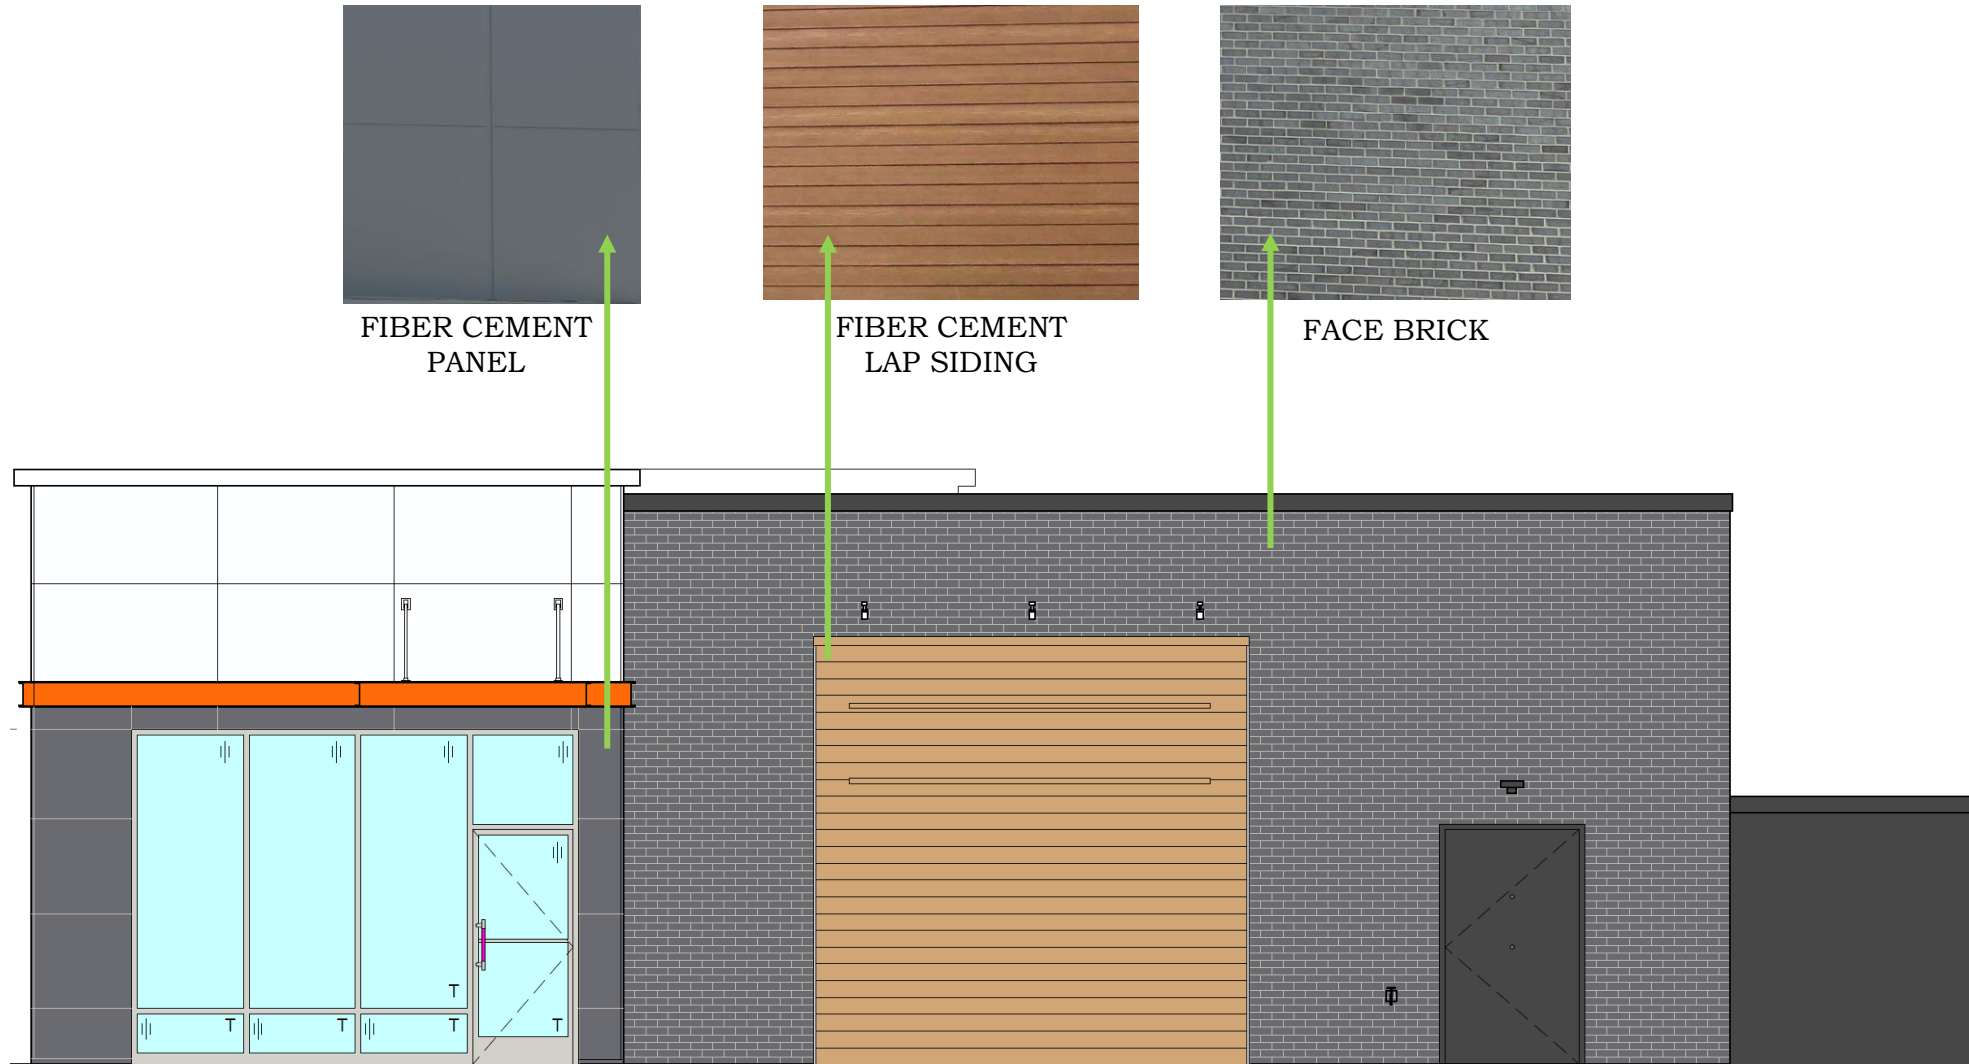 FIBER CEMENT
PANEL
FIBER CEMENT
LAP SIDING
FACE BRICK
T
T
T
T
T